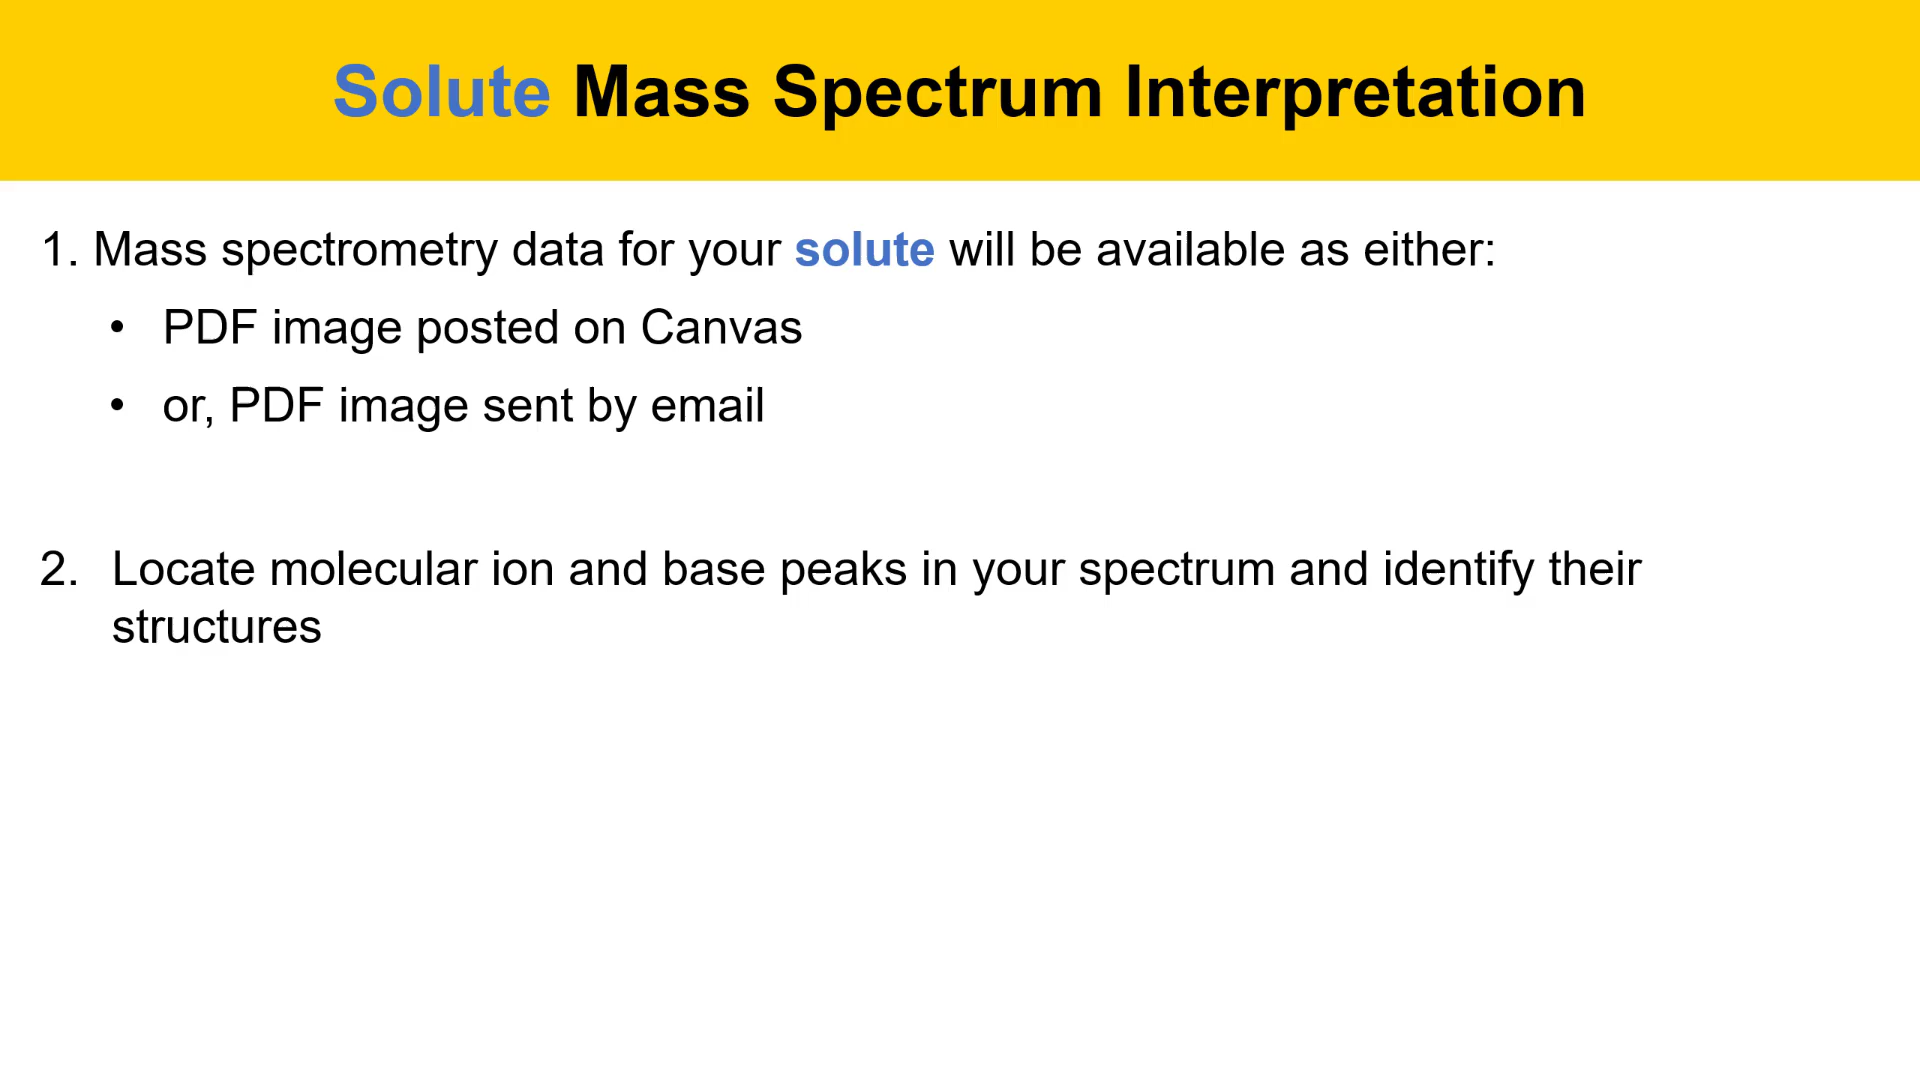 Solute Mass Spectrum Interpretation
1. Mass spectrometry data for your solute will be available as either:
• PDF image posted on Canvas
• or, PDF image sent by email
2. Locate molecular ion and base peaks in your spectrum and identify their
structures